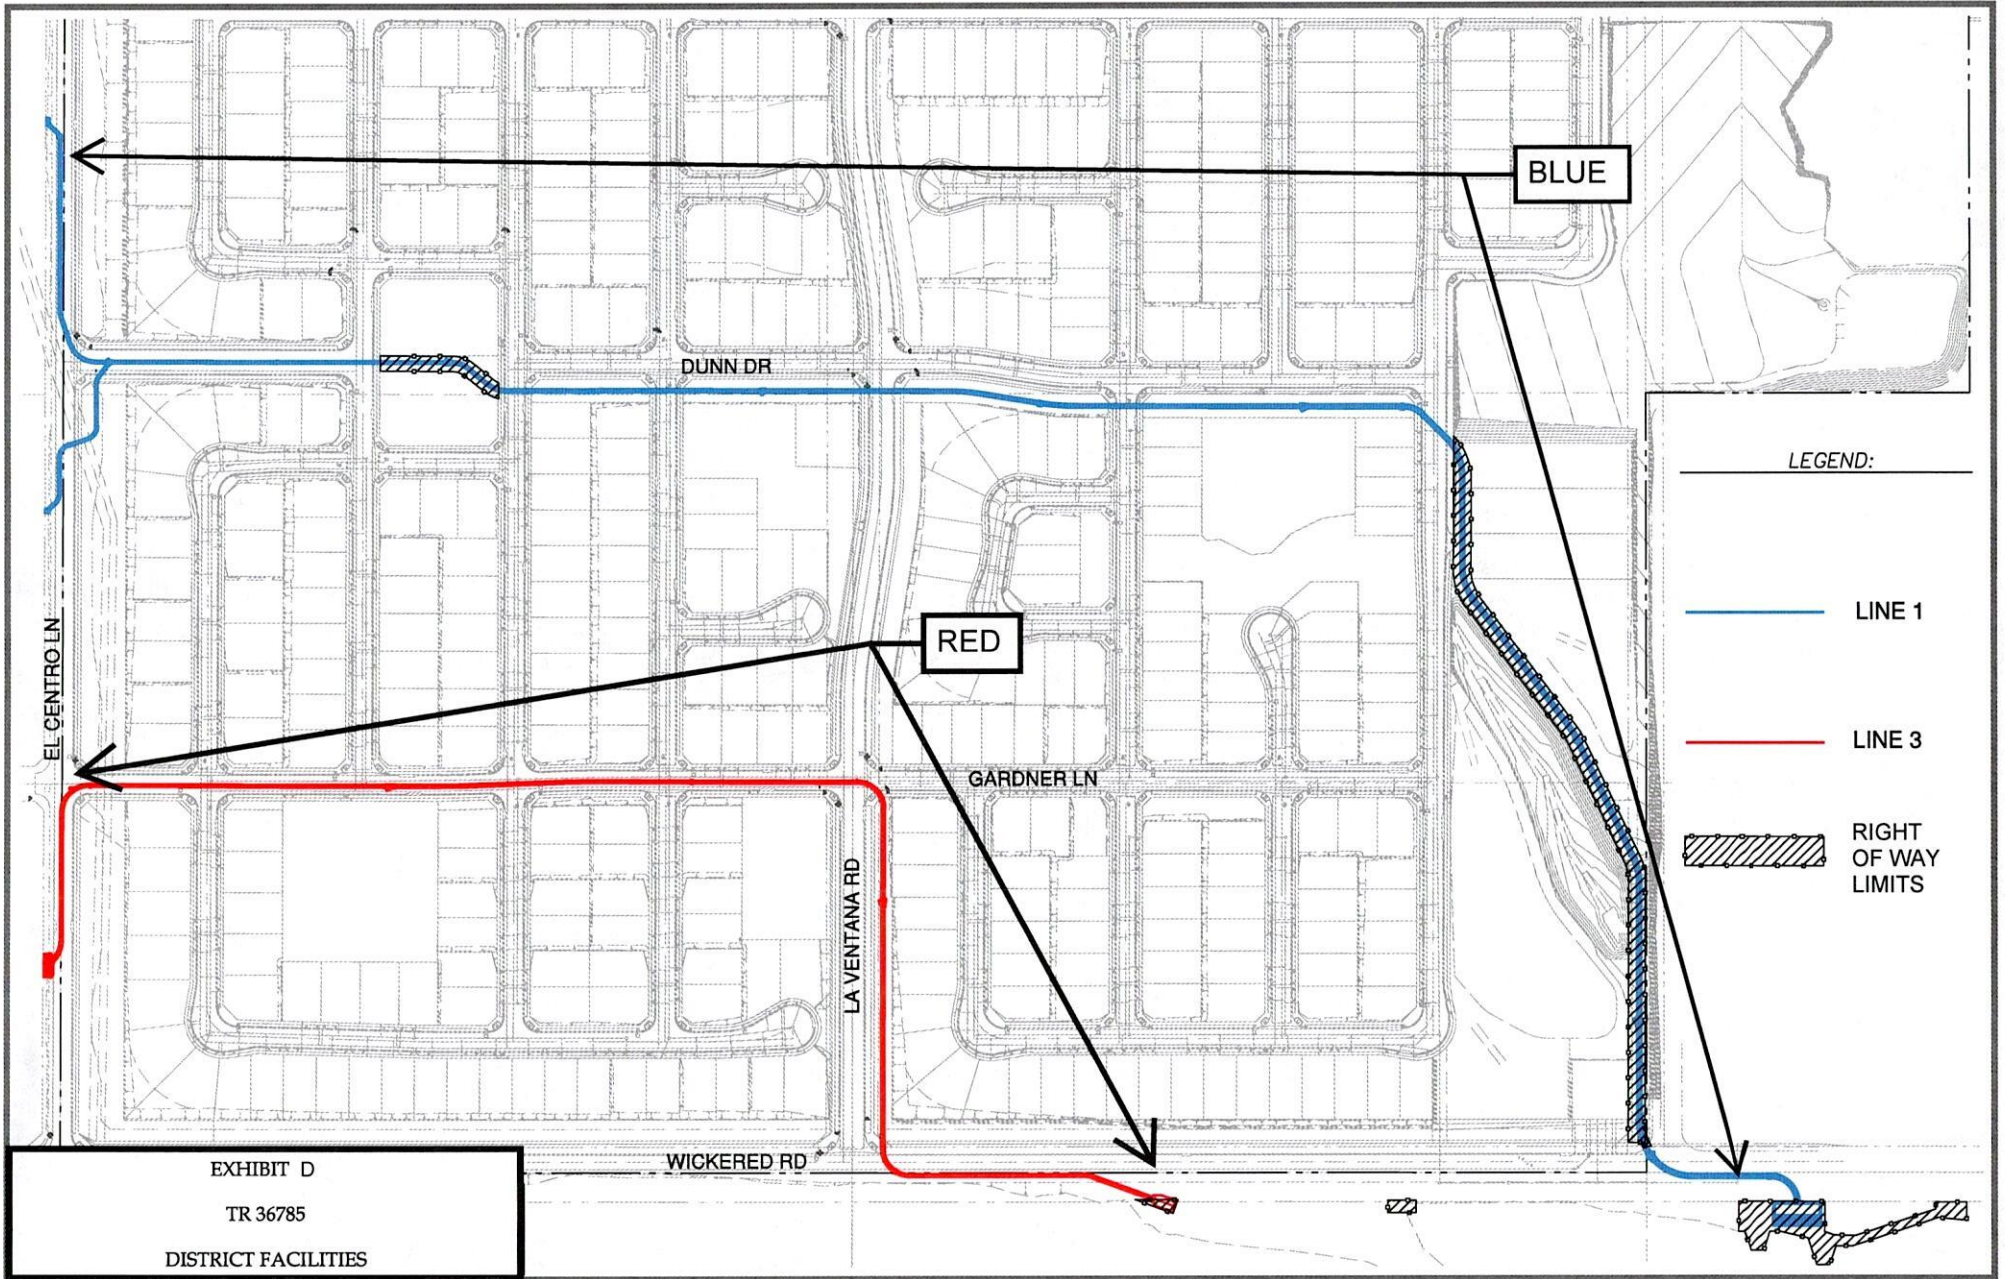 BLUE
DUNN DR
LEGEND:
LINE 1
EL CENTRO LN
RED
LINE 3
GARDNER LN
RIGHT
OF WAY
LIMITS
LA VENTANA RD
WICKERED RD
EXHIBIT D
TR 36785
DISTRICT FACILITIES